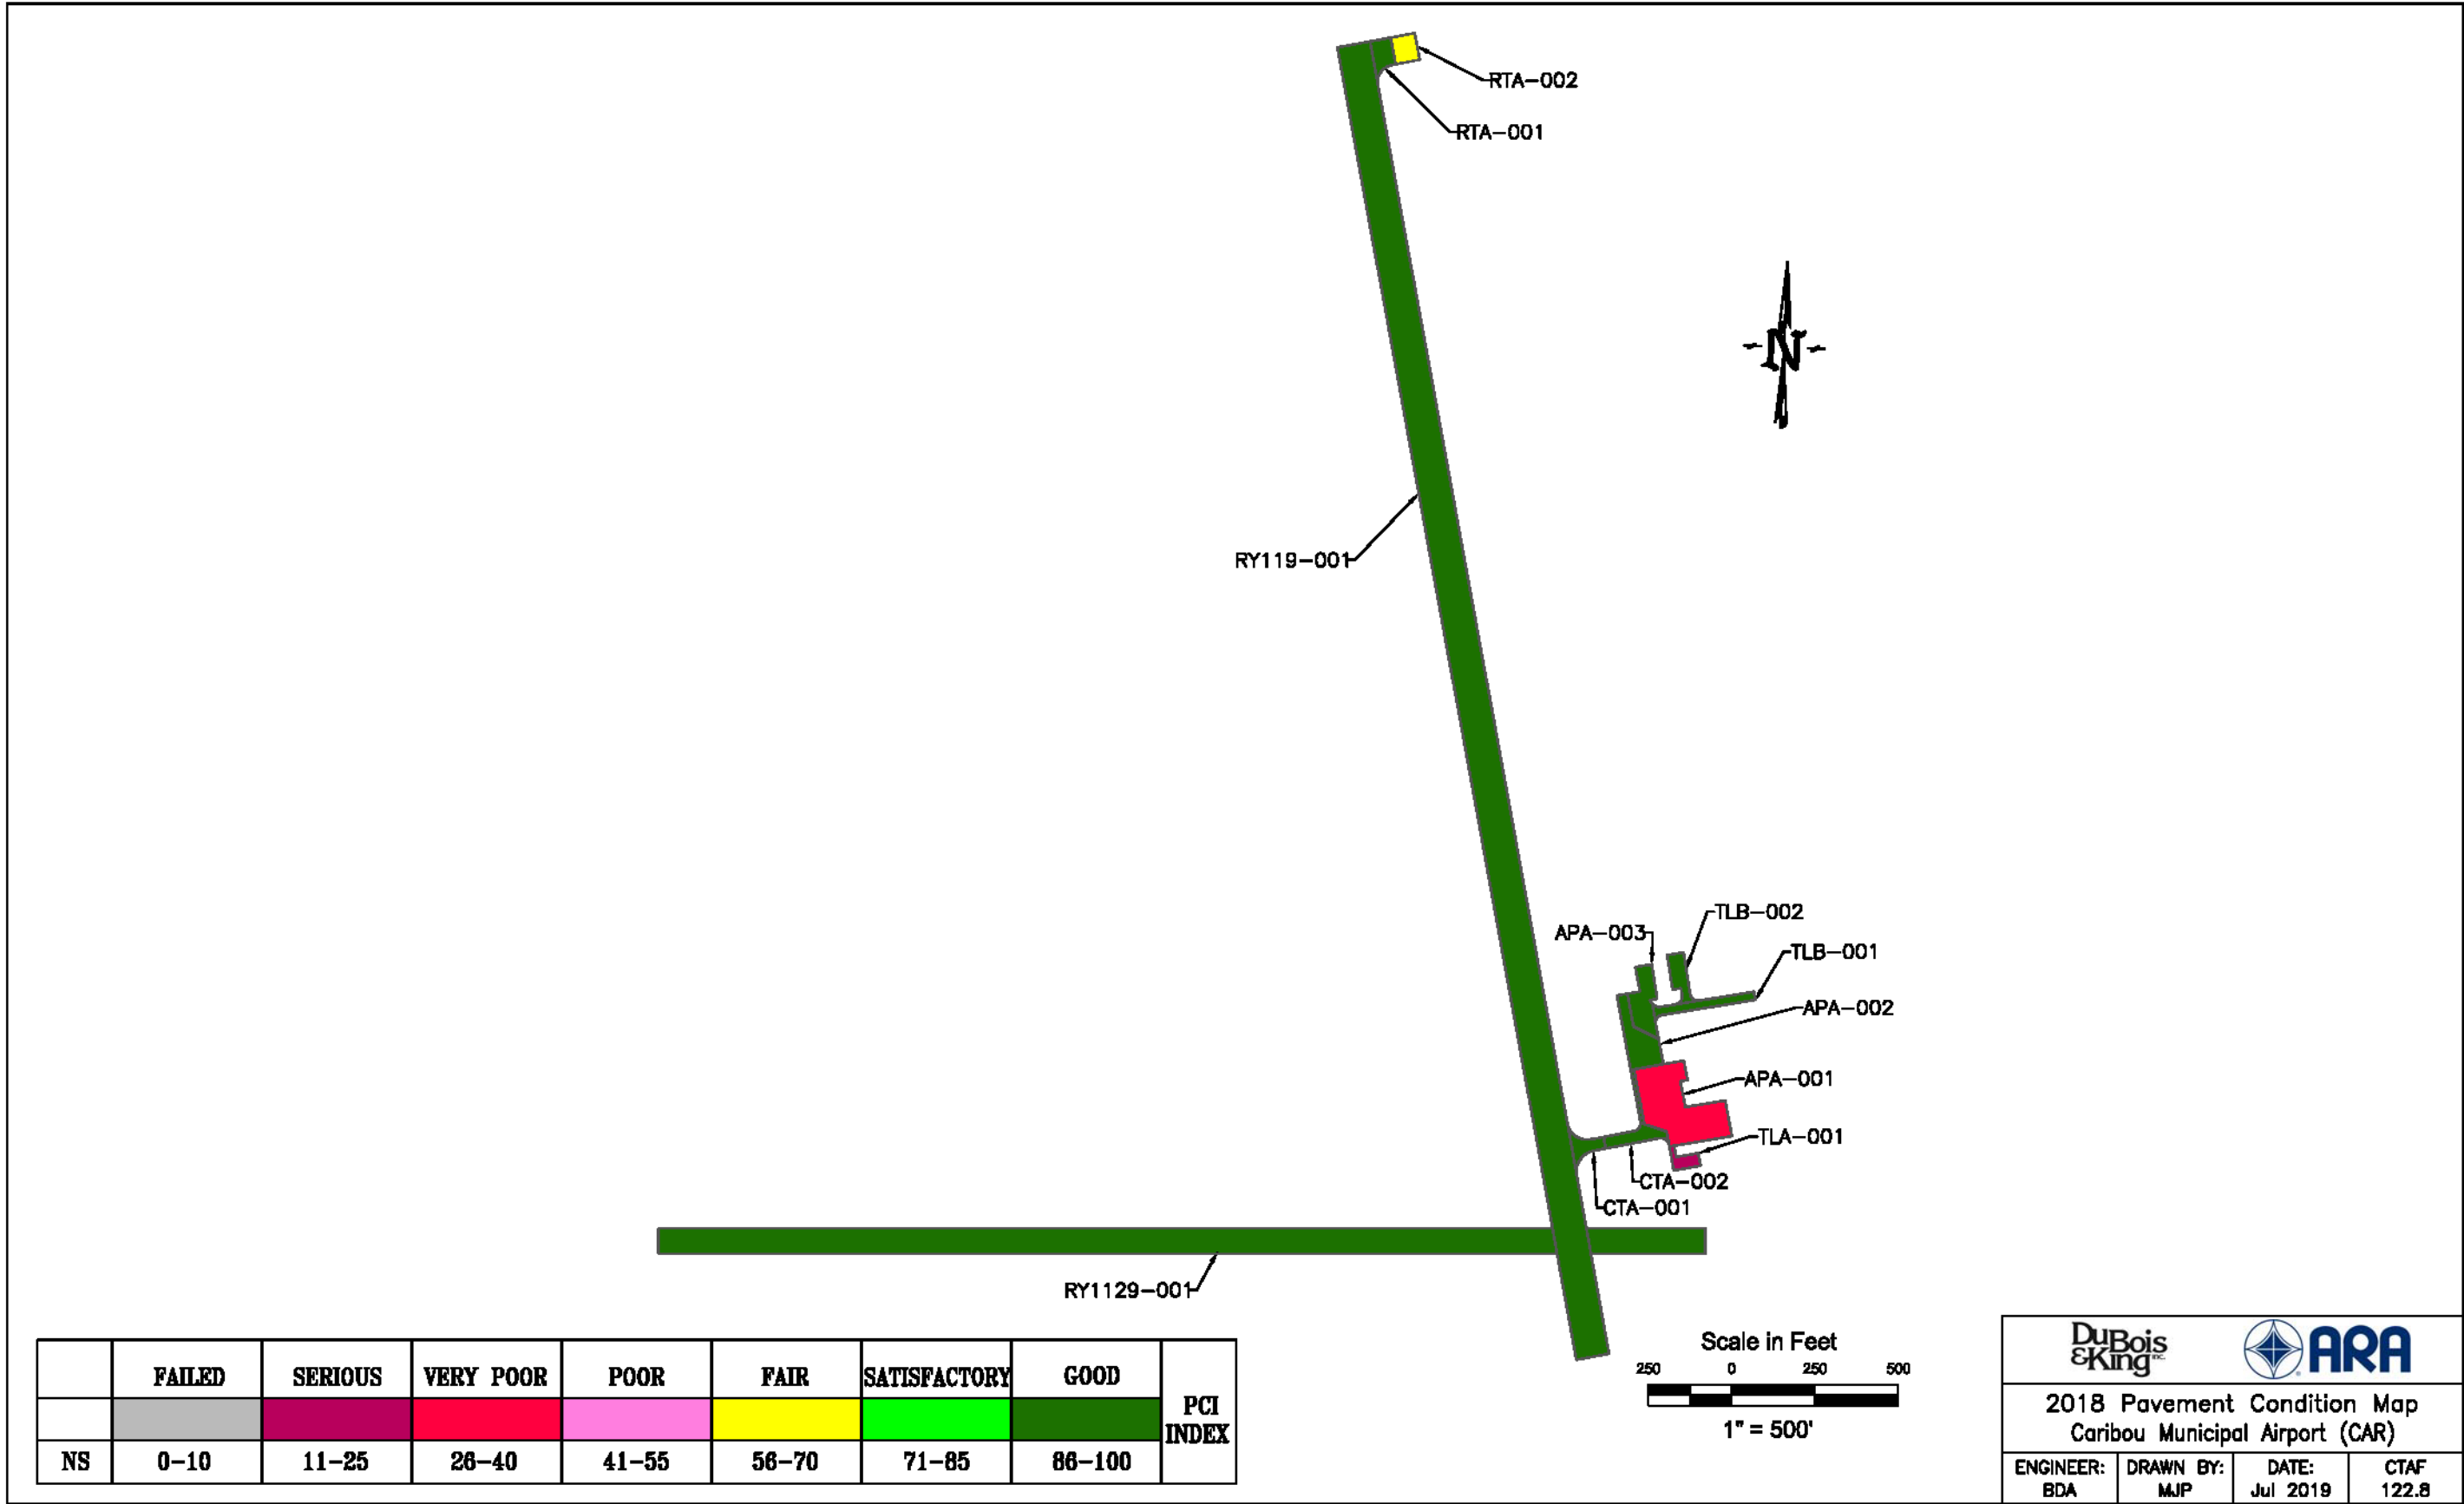 RTA-002
RTA-001
N
RY119-001
TLB-002
APA-003
TLB-001
APA-002
APA-001
TLA-001
CTA-002
CTA-001
RY1129-001
FAILED SERIOUS VERY POOR POOR FAIR SATISFACTORY GOOD
PCI INDEX
NS 0-10 11-25 26-40 41-55 56-70 71-85 86-100
Scale in Feet
250 0 250 500
1" = 500'
DuBois
&King inc.
ARA
2018 Pavement Condition Map
Caribou Municipal Airport (CAR)
ENGINEER: DRAWN BY: DATE: CTAF
BDA MJP Jul 2019 122.8